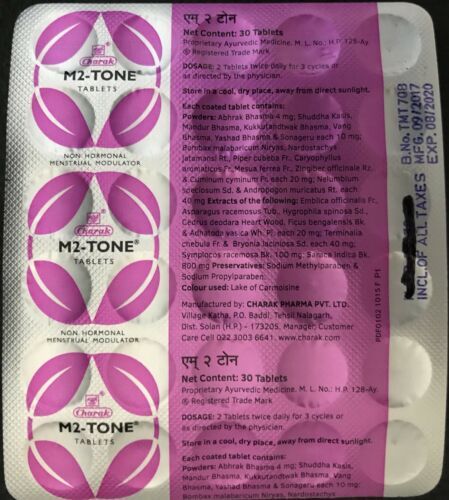 Charak
M2-TONE®
TABLETS
NON HORMONAL
MENSTRUAL MODULATOR
Charak
M2-TONE®
TABLETS
NON HORMONAL
MENSTRUAL MODULATOR
Charak
M2-TONE®
TABLETS
एम् २ टोन
Net Content: 30 Tablets
Proprietary Ayurvedic Medicine. M. L. No.: H.P. 128-Ay.
® Registered Trade Mark
DOSAGE: 2 Tablets twice daily for 3 cycles or
as directed by the physician.
Store in a cool, dry place, away from direct sunlight.
Each coated tablet contains:
Powders: Abhrak Bhasma 4 mg; Shuddha Kasis,
Mandur Bhasma, Kukkutandtwak Bhasma, Vang
Bhasma, Yashad Bhasma & Sonageru each 10 mg;
Bombax malabaricum Niryas, Nardostachys
jatamansi Rt., Piper cubeba Fr., Caryophyllus
aromaticus Fr., Mesua ferrea Fr., Zingiber officinale Rz.
& Cuminum cyminum Fr. each 20 mg; Nelumbium
speciosum Sd. & Andropogon muricatus Rt. each
40 mg Extracts of the following: Emblica officinalis Fr.,
Asparagus racemosus Tub., Hygrophila spinosa Sd.,
Cedrus deodara Heart Wood, Ficus bengalensis Bk.
& Adhatoda vasica Wh. Pl. each 20 mg; Terminalia
chebula Fr. & Bryonia laciniosa Sd. each 40 mg;
Symplocos racemosa Bk. 100 mg; Saraca indica Bk.
800 mg Preservatives: Sodium Methylparaben &
Sodium Propylparaben
Colour used: Lake of Carmoisine
Manufactured by: CHARAK PHARMA PVT. LTD.
Village Katha, P.O. Baddi, Tehsil Nalagarh,
Dist. Solan (H.P.) - 173205. Manager, Customer
Care Cell 022 3003 6641. www.charak.com
एम् २ टोन
Net Content: 30 Tablets
Proprietary Ayurvedic Medicine. M. L. No.: H.P. 128-Ay.
® Registered Trade Mark
DOSAGE: 2 Tablets twice daily for 3 cycles or
as directed by the physician.
Store in a cool, dry place, away from direct sunlight.
Each coated tablet contains:
Powders: Abhrak Bhasma 4 mg; Shuddha Kasis,
Mandur Bhasma, Kukkutandtwak Bhasma, Vang
Bhasma, Yashad Bhasma & Sonageru each 10 mg;
Bombax malabaricum Niryas, Nardostachys
PDF0102 1015 F P1
B.No. TM1708
MFG. 09/2017
EXP. 08/2020
INCL. OF ALL TAXES